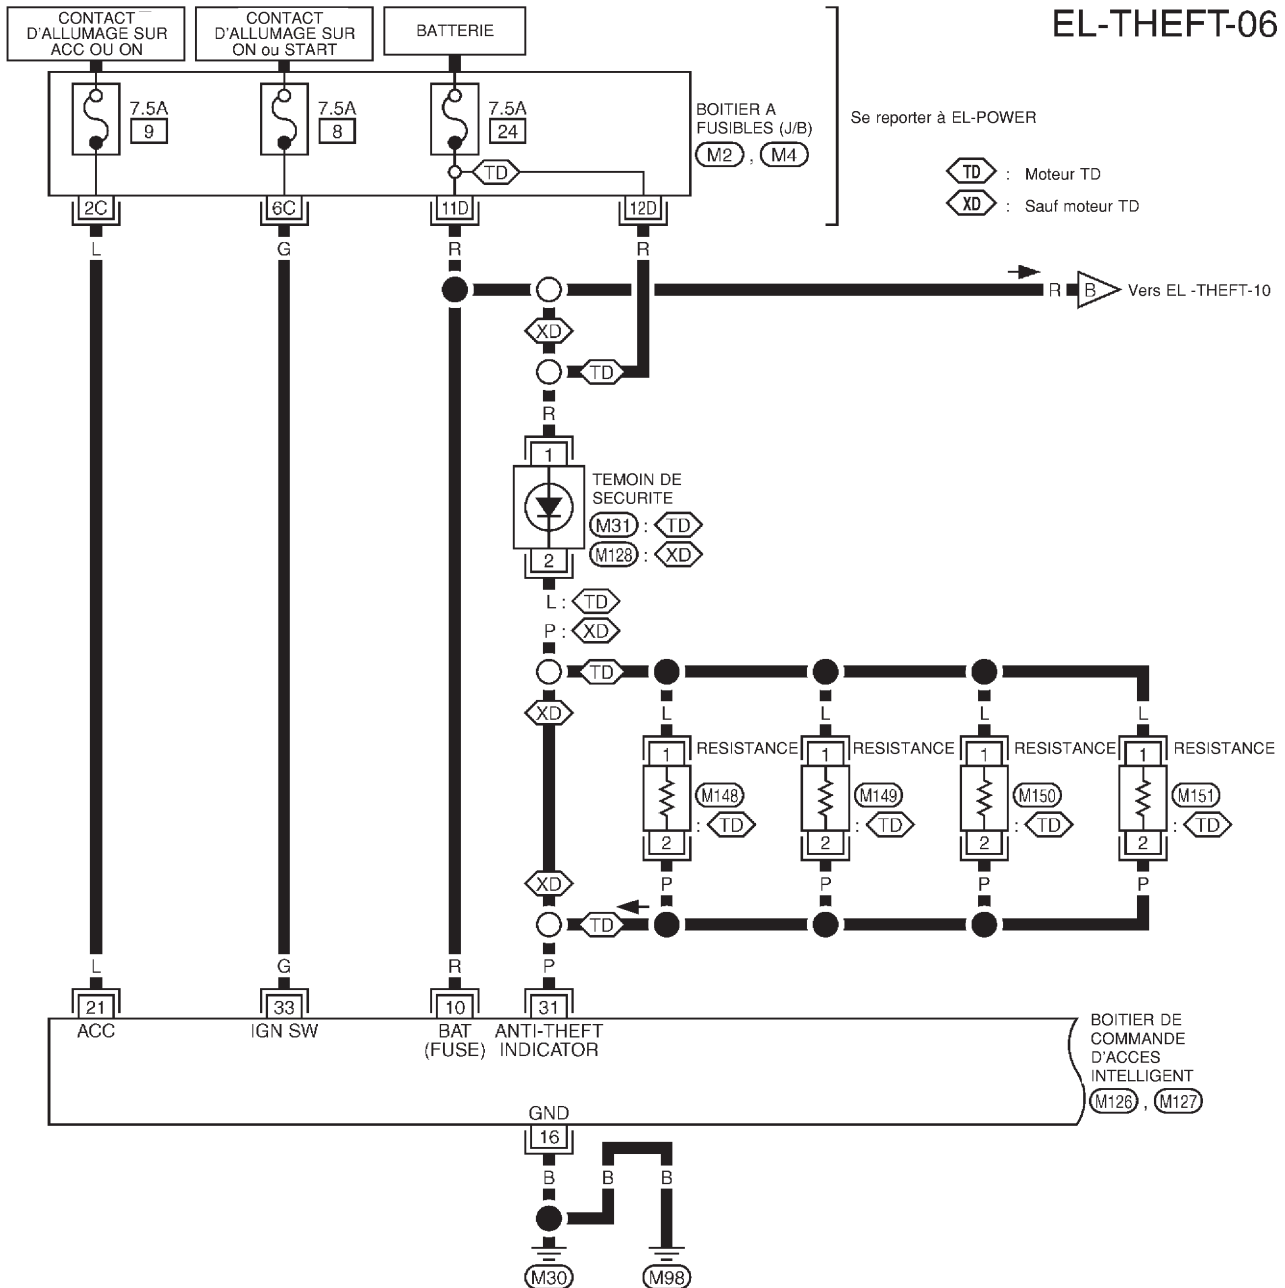 EL-THEFT-06
CONTACT
D'ALLUMAGE SUR
ACC OU ON
CONTACT
D'ALLUMAGE SUR
ON ou START
BATTERIE
7.5A
9
7.5A
8
7.5A
24
TD
BOITIER A
FUSIBLES (J/B)
M2 , M4
Se reporter à EL-POWER
TD : Moteur TD
XD : Sauf moteur TD
2C
6C
11D
12D
L
G
R
R
R
B
Vers EL -THEFT-10
XD
TD
R
1
TEMOIN DE
SECURITE
M31 : TD
M128 : XD
2
L : TD
P : XD
TD
XD
L
L
L
L
1
RESISTANCE
1
RESISTANCE
1
RESISTANCE
1
RESISTANCE
M148
: TD
M149
: TD
M150
: TD
M151
: TD
2
2
2
2
XD
P
P
P
P
TD
L
G
R
P
21
33
10
31
ACC
IGN SW
BAT
(FUSE)
ANTI-THEFT
INDICATOR
BOITIER DE
COMMANDE
D'ACCES
INTELLIGENT
M126 , M127
GND
16
B
B
B
M30
M98